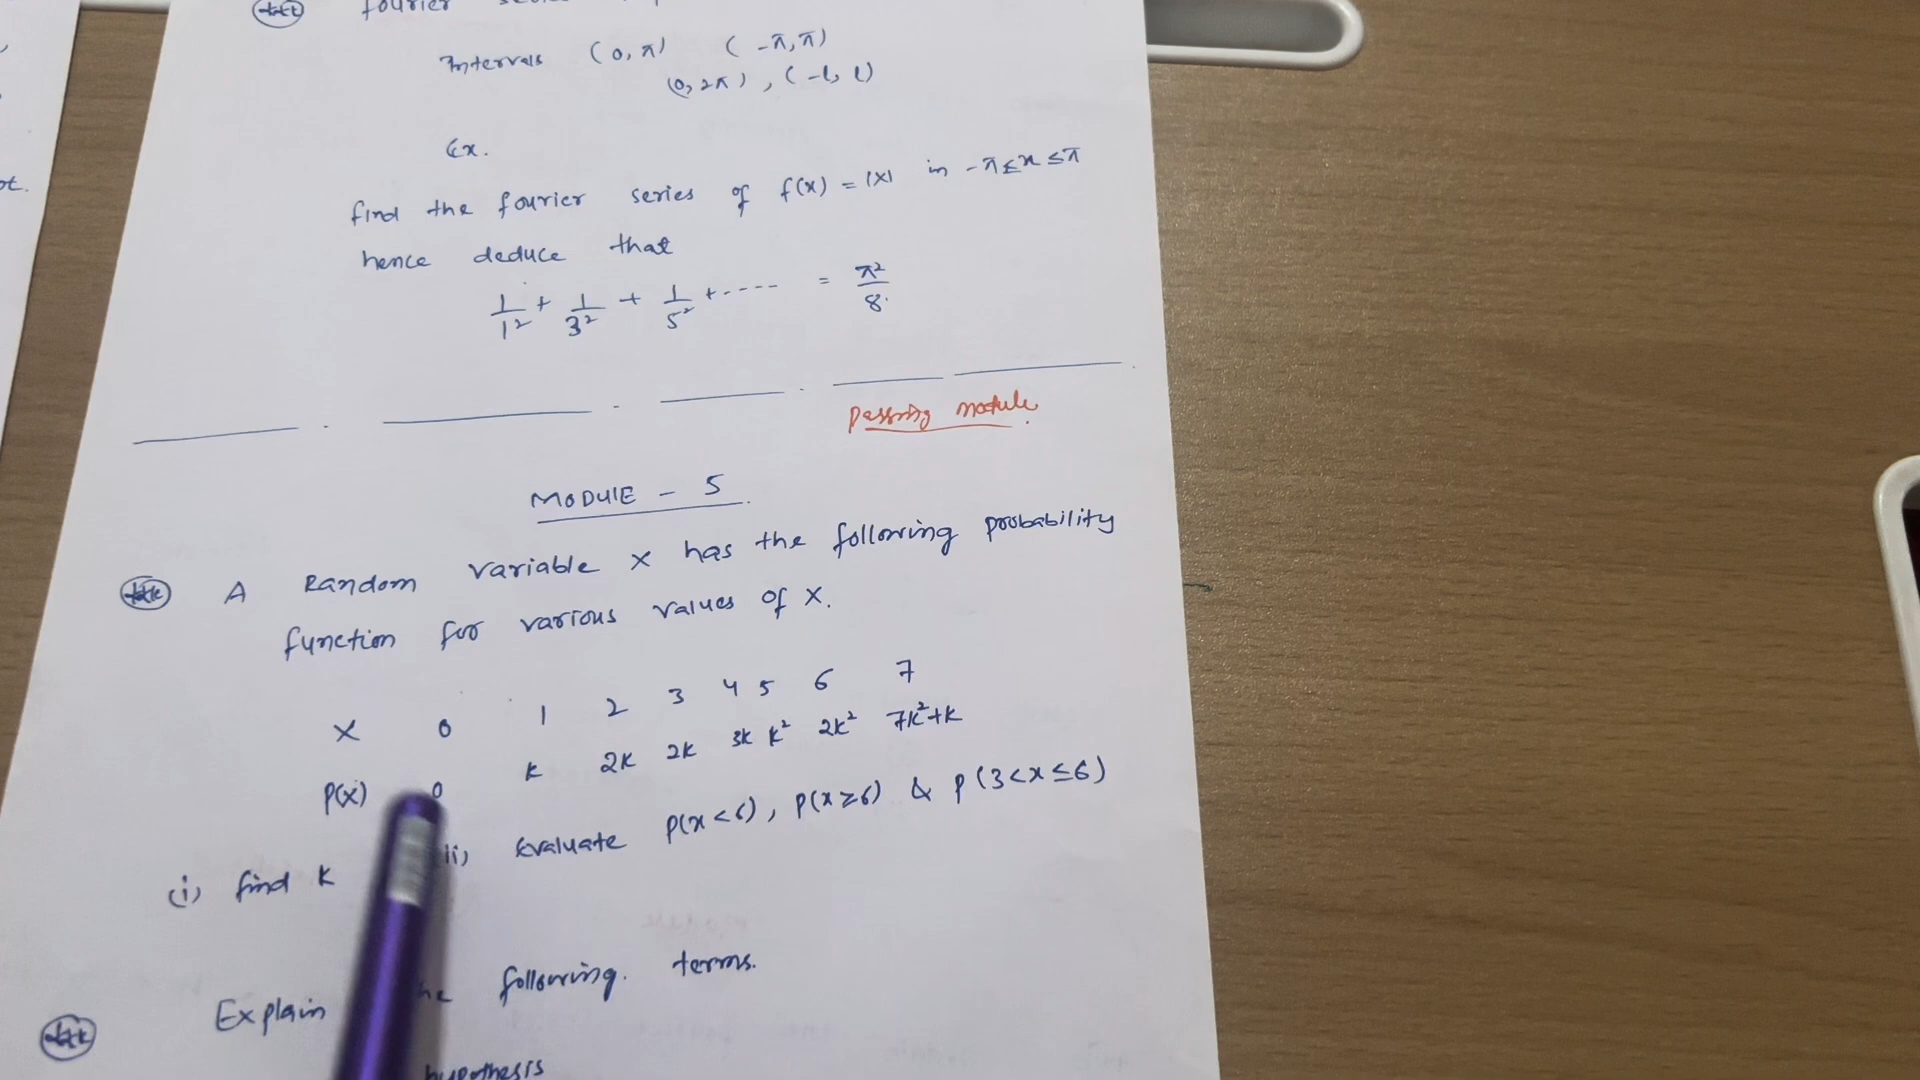 fourier
Intervals (0, π) (-π, π)
(0, 2π), (-l, l)
Ex.
find the fourier series of f(x) = |x| in -π ≤ x ≤ π
hence deduce that
1/1² + 1/3² + 1/5² + ---- = π²/8.
passing module
MODULE - 5
A Random variable x has the following probability
function for various values of x.
x 0 1 2 3 4 5 6 7
p(x) 0 k 2k 2k 3k k² 2k² 7k²+k
(i) find k ii) Evaluate p(x<6), p(x≥6) & p(3<x≤6)
Explain following. terms.
hypothesis